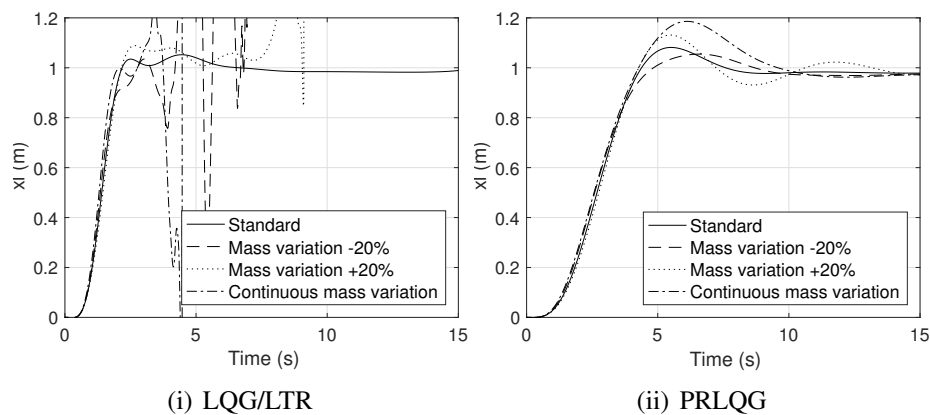 1.2
1
0.8
0.6
0.4
0.2
0
xl (m)
Standard
Mass variation -20%
Mass variation +20%
Continuous mass variation
0
5
10
15
Time (s)
(i) LQG/LTR
1.2
1
0.8
0.6
0.4
0.2
0
xl (m)
Standard
Mass variation -20%
Mass variation +20%
Continuous mass variation
0
5
10
15
Time (s)
(ii) PRLQG